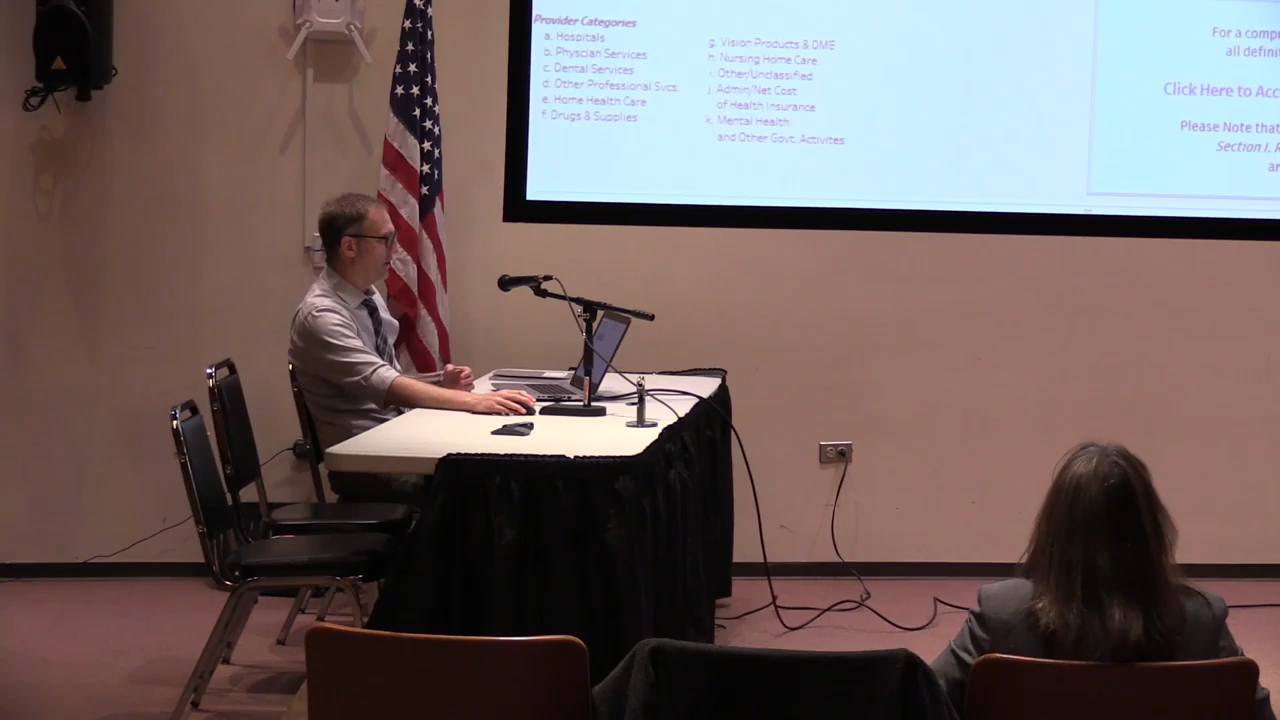 Provider Categories
a. Hospitals
b. Physcian Services
c. Dental Services
d. Other Professional Svcs.
e. Home Health Care
f. Drugs & Supplies
g. Vision Products & DME
h. Nursing Home Care
i. Other/Unclassified
j. Admin/Net Cost
of Health Insurance
k. Mental Health
and Other Govt. Activites
For a comp
all defini
Click Here to Acc
Please Note that
Section I. R
ar